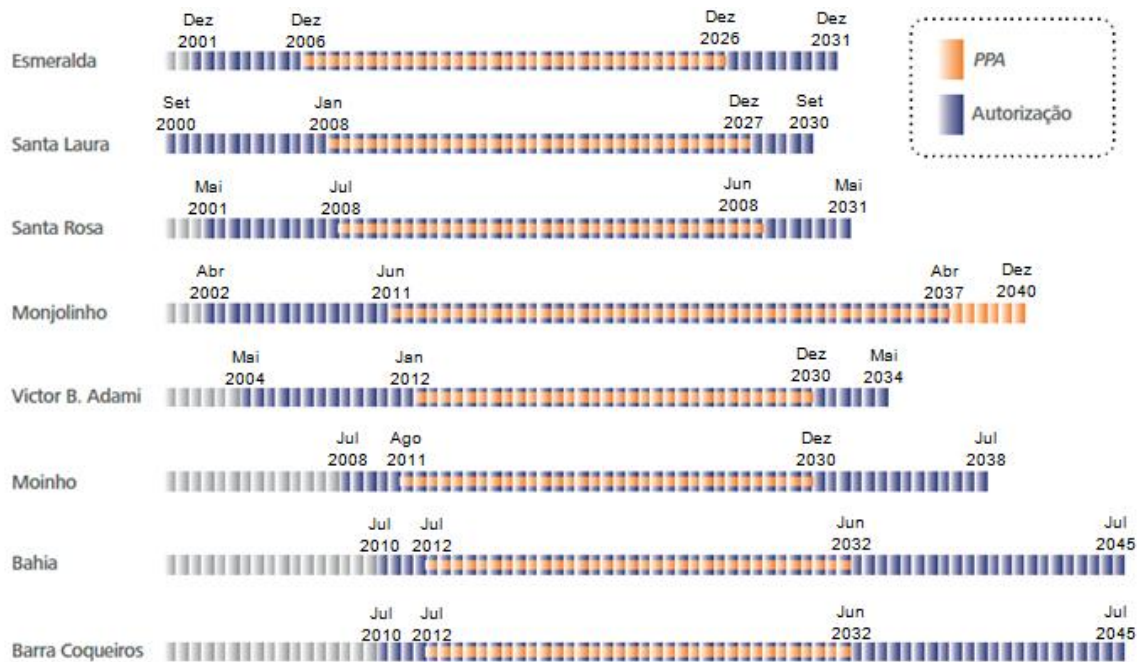 Dez Dez Dez Dez
2001 2006 2026 2031
Esmeralda
PPA
Autorização
Set Jan Dez Set
2000 2008 2027 2030
Santa Laura
Mai Jul Jun Mai
2001 2008 2008 2031
Santa Rosa
Abr Jun Abr Dez
2002 2011 2037 2040
Monjolinho
Mai Jan Dez Mai
2004 2012 2030 2034
Victor B. Adami
Jul Ago Dez Jul
2008 2011 2030 2038
Moinho
Jul Jul Jun Jul
2010 2012 2032 2045
Bahia
Jul Jul Jun Jul
2010 2012 2032 2045
Barra Coqueiros